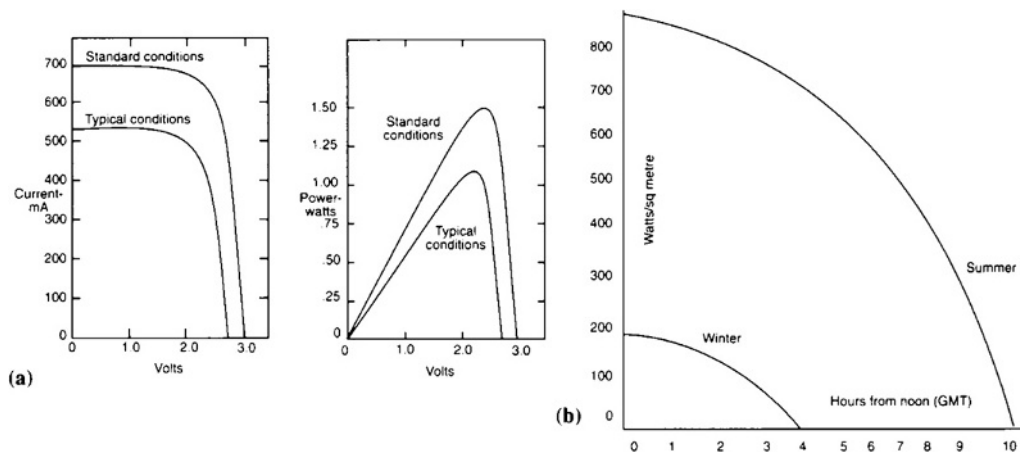 700
Standard conditions
600
Typical conditions
500
400
Current-
mA
300
200
100
0
0 1.0 2.0 3.0
Volts
(a)
1.50
Standard
conditions
1.25
1.00
Power-
watts
.75
Typical
conditions
.50
.25
0
0 1.0 2.0 3.0
Volts
800
700
600
500
400
300
200
100
0
Watts/sq metre
Summer
Winter
Hours from noon (GMT)
(b)
0 1 2 3 4 5 6 7 8 9 10